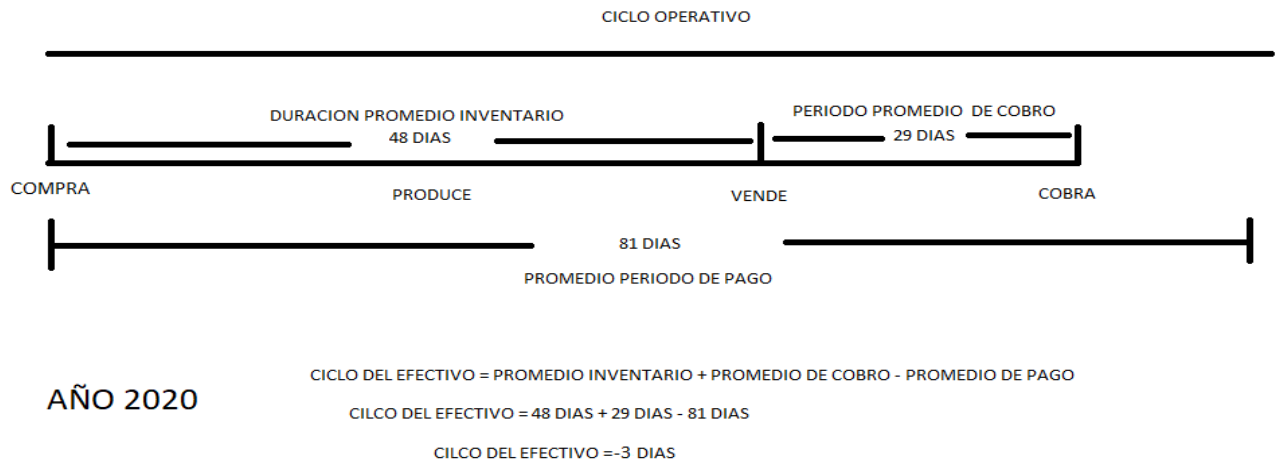 CICLO OPERATIVO
DURACION PROMEDIO INVENTARIO
48 DIAS
PERIODO PROMEDIO DE COBRO
29 DIAS
COMPRA
PRODUCE
VENDE
COBRA
81 DIAS
PROMEDIO PERIODO DE PAGO
AÑO 2020
CICLO DEL EFECTIVO = PROMEDIO INVENTARIO + PROMEDIO DE COBRO - PROMEDIO DE PAGO
CILCO DEL EFECTIVO = 48 DIAS + 29 DIAS - 81 DIAS
CILCO DEL EFECTIVO =-3 DIAS